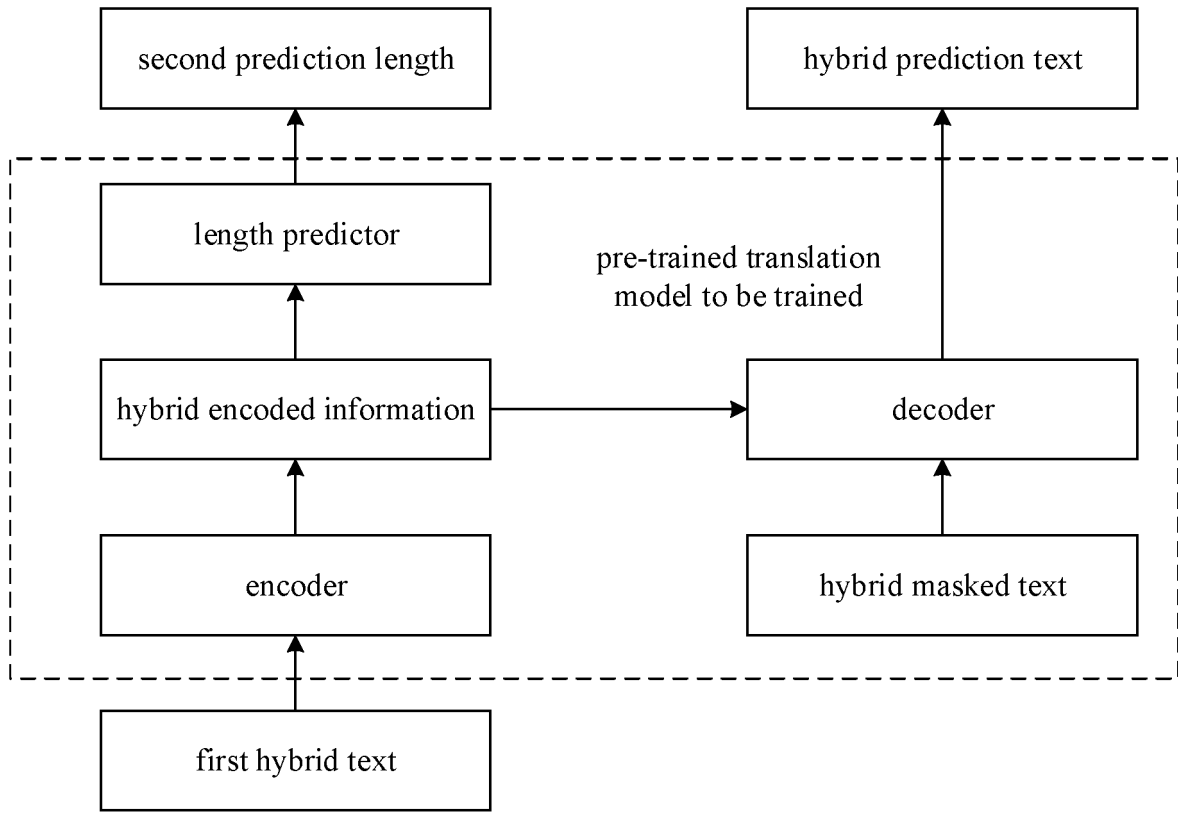 second prediction length
hybrid prediction text
length predictor
pre-trained translation
model to be trained
hybrid encoded information
decoder
encoder
hybrid masked text
first hybrid text